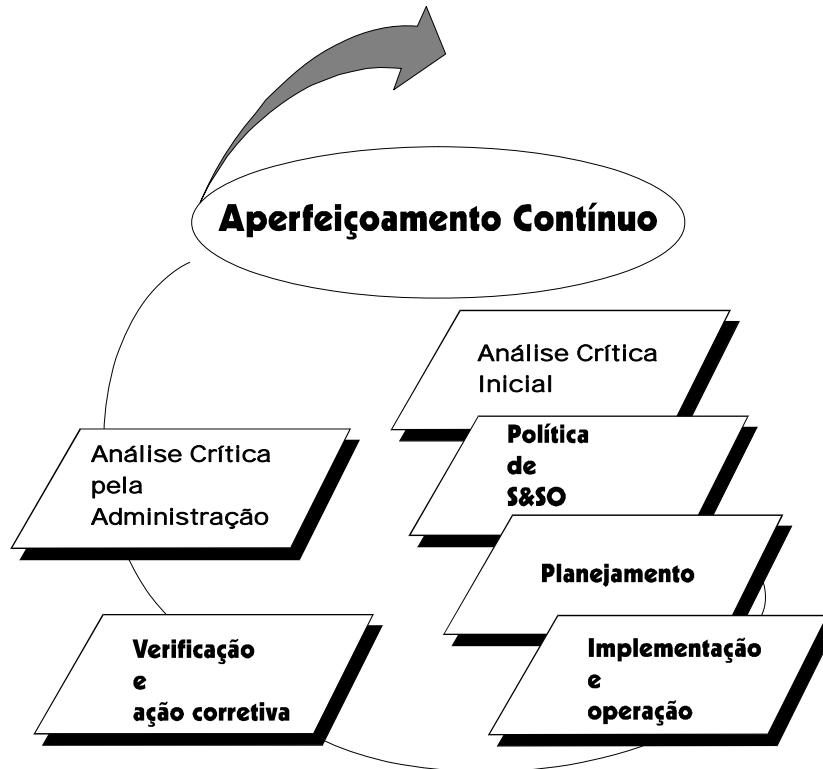 Aperfeiçoamento Contínuo
Análise Crítica
Inicial
Política
de
S&SO
Planejamento
Implementação
e
operação
Verificação
e
ação corretiva
Análise Crítica
pela
Administração